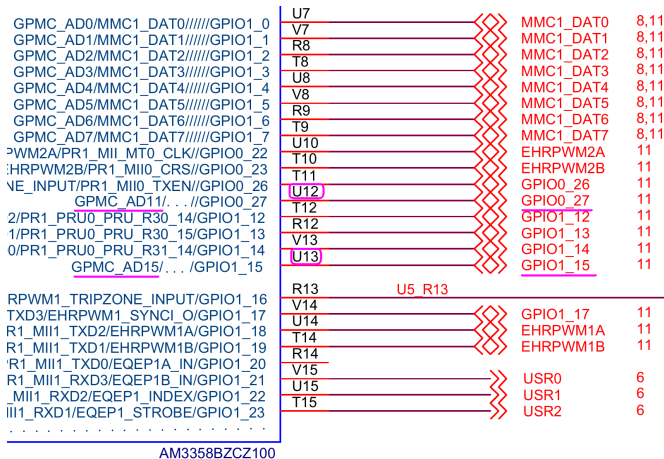 GPMC_AD0/MMC1_DAT0//////GPIO1_0 U7 MMC1_DAT0 8,11
GPMC_AD1/MMC1_DAT1//////GPIO1_1 V7 MMC1_DAT1 8,11
GPMC_AD2/MMC1_DAT2//////GPIO1_2 R8 MMC1_DAT2 8,11
GPMC_AD3/MMC1_DAT3//////GPIO1_3 T8 MMC1_DAT3 8,11
GPMC_AD4/MMC1_DAT4//////GPIO1_4 U8 MMC1_DAT4 8,11
GPMC_AD5/MMC1_DAT5//////GPIO1_5 V8 MMC1_DAT5 8,11
GPMC_AD6/MMC1_DAT6//////GPIO1_6 R9 MMC1_DAT6 8,11
GPMC_AD7/MMC1_DAT7//////GPIO1_7 T9 MMC1_DAT7 8,11
PWM2A/PR1_MII_MT0_CLK//GPIO0_22 U10 EHRPWM2A 11
EHRPWM2B/PR1_MII0_CRS//GPIO0_23 T10 EHRPWM2B 11
NE_INPUT/PR1_MII0_TXEN//GPIO0_26 T11 GPIO0_26 11
GPMC_AD11/. . . //GPIO0_27 U12 GPIO0_27 11
2/PR1_PRU0_PRU_R30_14/GPIO1_12 T12 GPIO1_12 11
1/PR1_PRU0_PRU_R30_15/GPIO1_13 R12 GPIO1_13 11
0/PR1_PRU0_PRU_R31_14/GPIO1_14 V13 GPIO1_14 11
GPMC_AD15/. . . /GPIO1_15 U13 GPIO1_15 11
RPWM1_TRIPZONE_INPUT/GPIO1_16 R13 U5_R13
TXD3/EHRPWM1_SYNCI_O/GPIO1_17 V14 GPIO1_17 11
R1_MII1_TXD2/EHRPWM1A/GPIO1_18 U14 EHRPWM1A 11
R1_MII1_TXD1/EHRPWM1B/GPIO1_19 T14 EHRPWM1B 11
R1_MII1_TXD0/EQEP1A_IN/GPIO1_20 R14
R1_MII1_RXD3/EQEP1B_IN/GPIO1_21 V15 USR0 6
_MII1_RXD2/EQEP1_INDEX/GPIO1_22 U15 USR1 6
MII1_RXD1/EQEP1_STROBE/GPIO1_23 T15 USR2 6
. . . . . . . . . . . . . . . . . .
AM3358BZCZ100